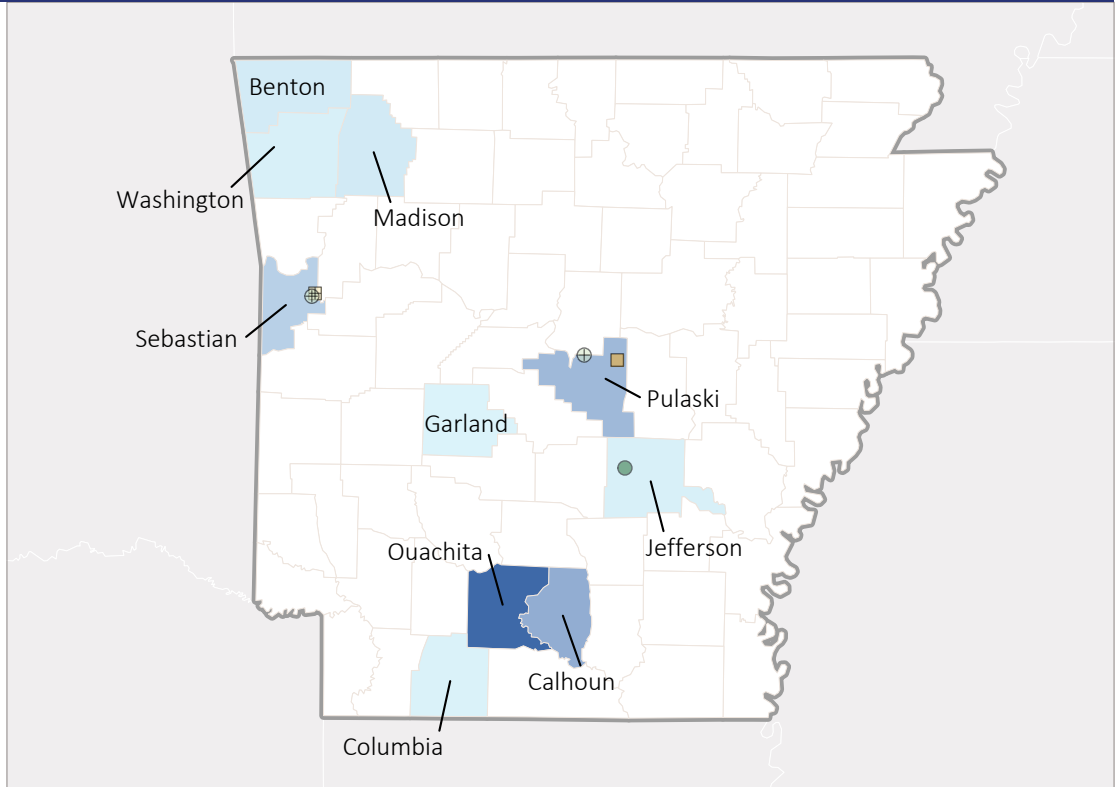 Benton
Washington
Madison
Sebastian
Pulaski
Garland
Jefferson
Ouachita
Calhoun
Columbia